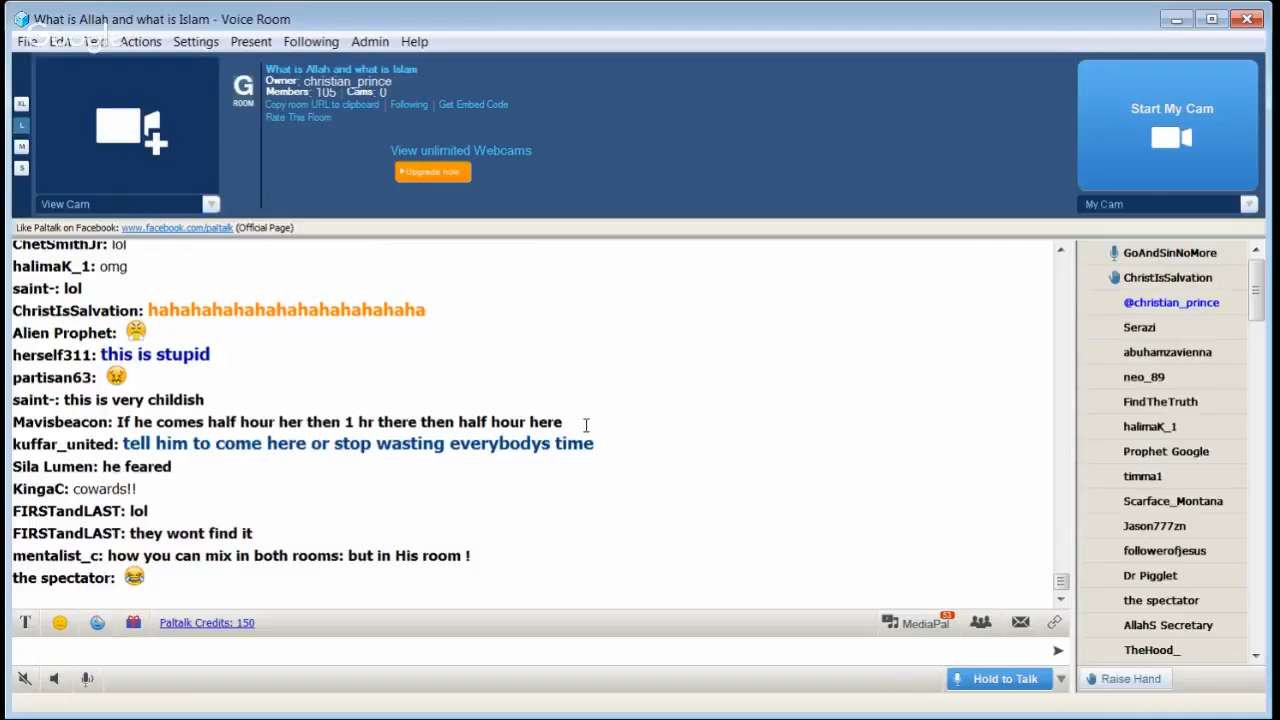 What is Allah and what is Islam - Voice Room
Google
File Edit Text Actions Settings Present Following Admin Help
XL
L
M
S
View Cam
G
ROOM
What is Allah and what is Islam
Owner: christian_prince
Members: 105 | Cams: 0
Copy room URL to clipboard | Following | Get Embed Code
Rate This Room
View unlimited Webcams
Upgrade now
Start My Cam
My Cam
Like Paltalk on Facebook: www.facebook.com/paltalk (Official Page)
ChetSmithJr: lol
halimaK_1: omg
saint-: lol
ChristIsSalvation: hahahahahahahahahahahahaha
Alien Prophet:
herself311: this is stupid
partisan63:
saint-: this is very childish
Mavisbeacon: If he comes half hour her then 1 hr there then half hour here
kuffar_united: tell him to come here or stop wasting everybodys time
Sila Lumen: he feared
KingaC: cowards!!
FIRSTandLAST: lol
FIRSTandLAST: they wont find it
mentalist_c: how you can mix in both rooms: but in His room !
the spectator:
T
Paltalk Credits: 150
MediaPal 53
Hold to Talk
GoAndSinNoMore
ChristIsSalvation
@christian_prince
Serazi
abuhamzavienna
neo_89
FindTheTruth
halimaK_1
Prophet Google
timma1
Scarface_Montana
Jason777zn
followerofjesus
Dr Pigglet
the spectator
AllahS Secretary
TheHood_
Raise Hand